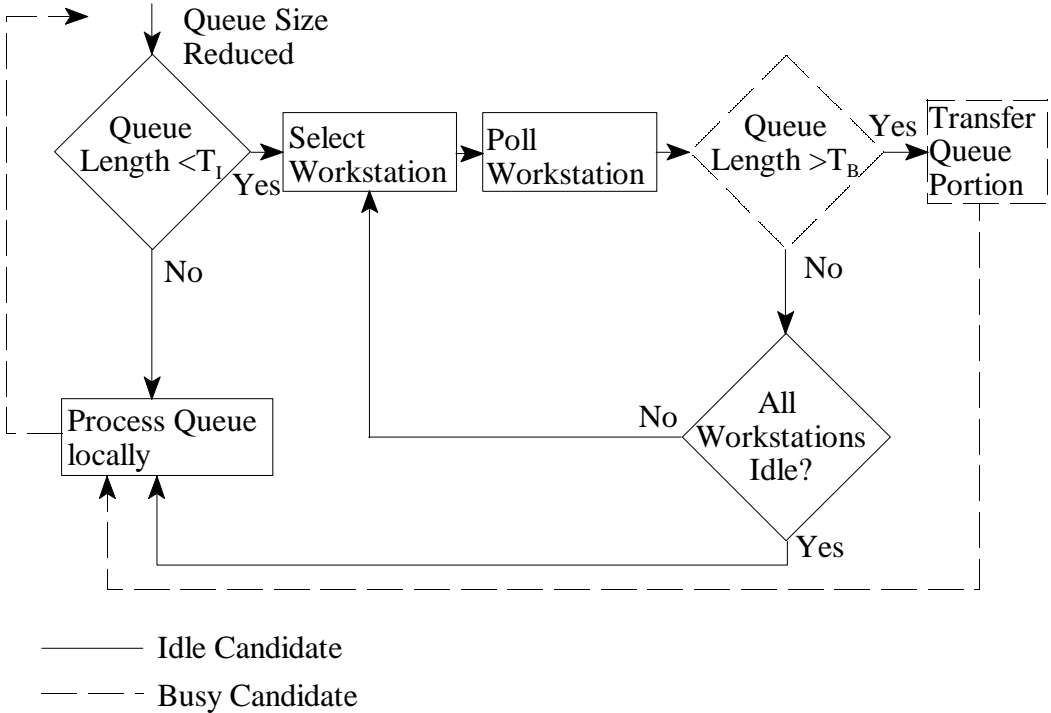 Queue Size
Reduced
Queue
Length <T_I
Yes
No
Select
Workstation
Poll
Workstation
Queue
Length >T_B
Yes
No
Transfer
Queue
Portion
Process Queue
locally
All
Workstations
Idle?
No
Yes
Idle Candidate
Busy Candidate